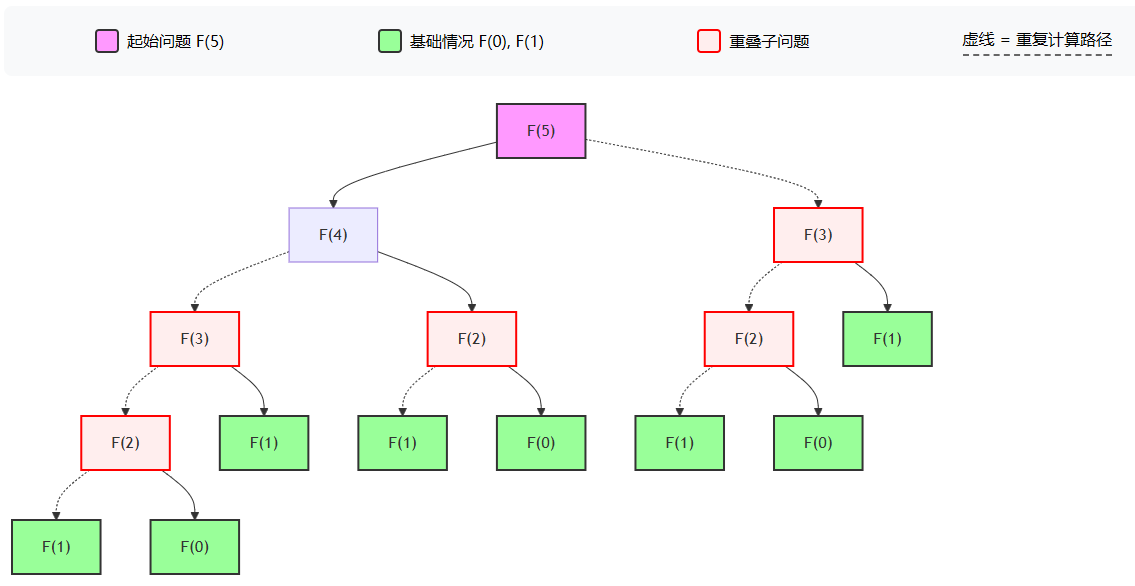 起始问题 F(5)
基础情况 F(0), F(1)
重叠子问题
虚线 = 重复计算路径
F(5)
F(4)
F(3)
F(3)
F(2)
F(2)
F(1)
F(2)
F(1)
F(1)
F(0)
F(1)
F(0)
F(1)
F(0)